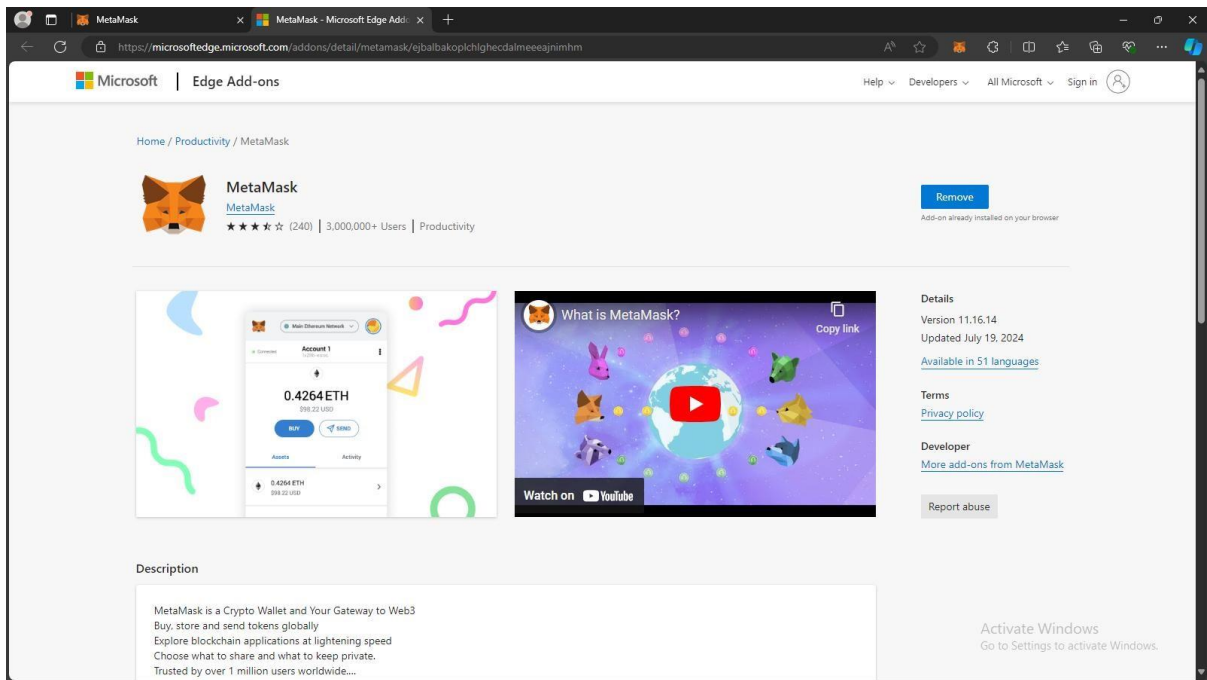 MetaMask
MetaMask - Microsoft Edge Addo
https://microsoftedge.microsoft.com/addons/detail/metamask/ejbalbakoplchlghecdalmeeeajnimhm
Microsoft
Edge Add-ons
Help
Developers
All Microsoft
Sign in
Home / Productivity / MetaMask
MetaMask
MetaMask
(240) | 3,000,000+ Users | Productivity
Remove
Add-on already installed on your browser
Main Ethereum Network
Connected
Account 1
0.4264 ETH
$98.22 USD
BUY
SEND
Assets
Activity
0.4264 ETH
$98.22 USD
What is MetaMask?
Copy link
Watch on YouTube
Details
Version 11.16.14
Updated July 19, 2024
Available in 51 languages
Terms
Privacy policy
Developer
More add-ons from MetaMask
Report abuse
Description
MetaMask is a Crypto Wallet and Your Gateway to Web3
Buy, store and send tokens globally
Explore blockchain applications at lightening speed
Choose what to share and what to keep private.
Trusted by over 1 million users worldwide....
Activate Windows
Go to Settings to activate Windows.